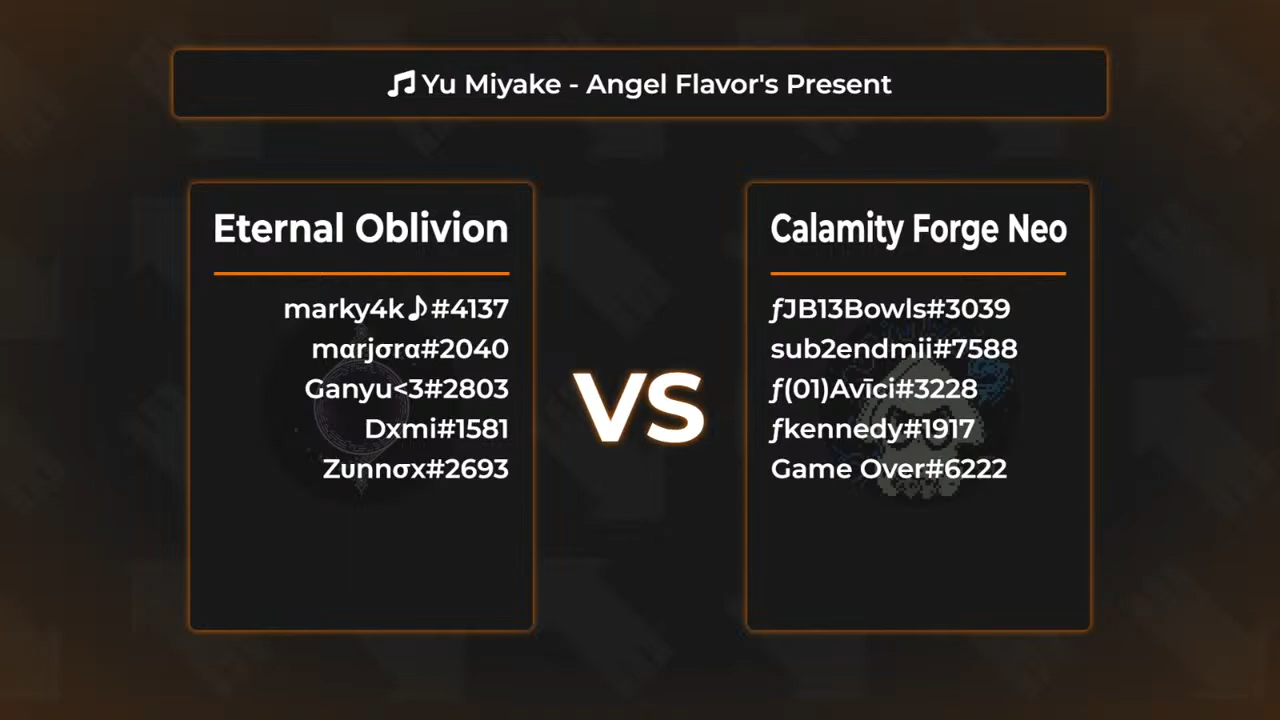 🎵 Yu Miyake - Angel Flavor's Present
Eternal Oblivion
marky4k♪#4137
mαrjσrα#2040
Ganyu<3#2803
Dxmi#1581
Zυnnσx#2693
VS
Calamity Forge Neo
ƒJB13Bowls#3039
sub2endmii#7588
ƒ(01)Avīci#3228
ƒkennedy#1917
Game Over#6222